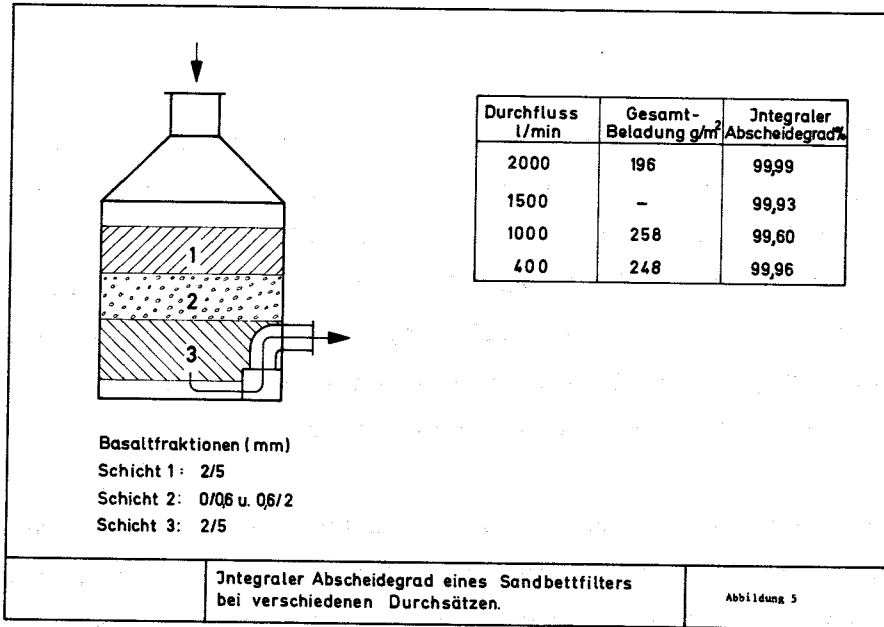 Durchfluss l/min Gesamt-Beladung g/m² Jntegraler Abscheidegrad%
2000 196 99,99
1500 – 99,93
1000 258 99,60
400 248 99,96
1
2
3
Basaltfraktionen (mm)
Schicht 1: 2/5
Schicht 2: 0/0,6 u. 0,6/2
Schicht 3: 2/5
Jntegraler Abscheidegrad eines Sandbettfilters
bei verschiedenen Durchsätzen.
Abbildung 5